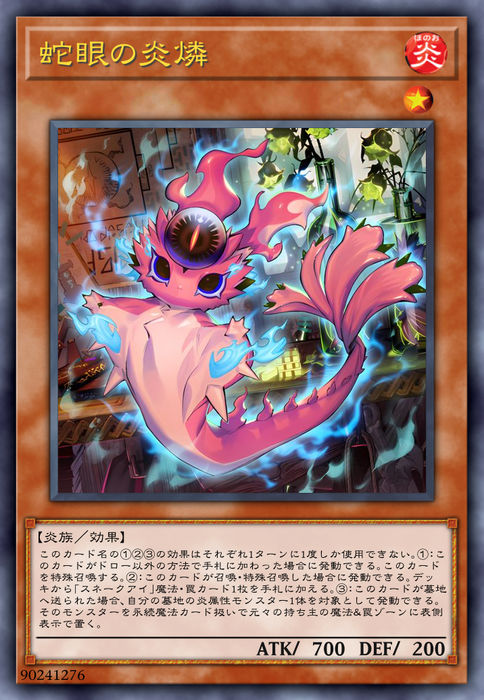 蛇眼の炎燐
ほのお
炎
【炎族／効果】
このカード名の①②③の効果はそれぞれ1ターンに1度しか使用できない。①：こ
のカードがドロー以外の方法で手札に加わった場合に発動できる。このカード
を特殊召喚する。②：このカードが召喚・特殊召喚した場合に発動できる。デッ
キから「スネークアイ」魔法・罠カード1枚を手札に加える。③：このカードが墓地
へ送られた場合、自分の墓地の炎属性モンスター1体を対象として発動できる。
そのモンスターを永続魔法カード扱いで元々の持ち主の魔法&罠ゾーンに表側
表示で置く。
ATK/ 700 DEF/ 200
90241276